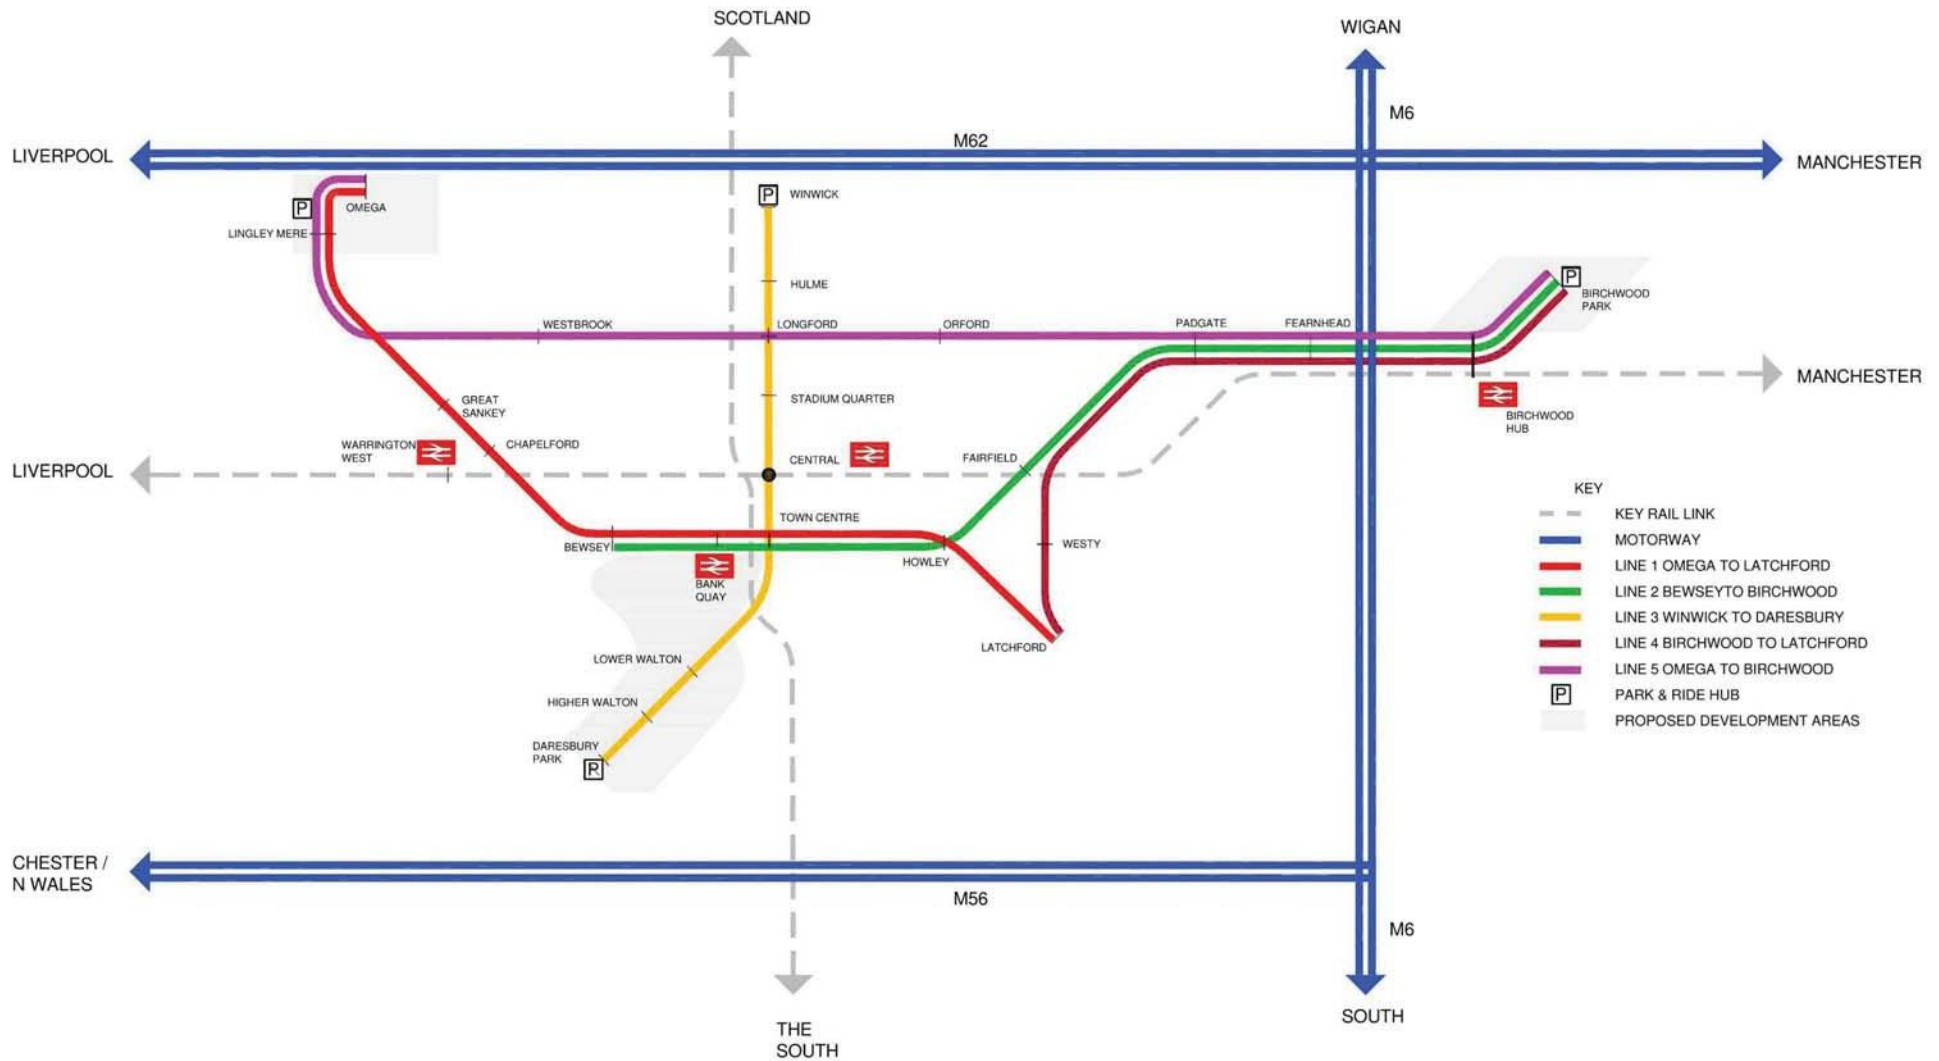 SCOTLAND
WIGAN
M6
M62
LIVERPOOL
MANCHESTER
P
WINWICK
P
OMEGA
LINGLEY MERE
HULME
P
BIRCHWOOD
PARK
WESTBROOK
LONGFORD
ORFORD
PADGATE
FEARNHEAD
MANCHESTER
GREAT
SANKEY
STADIUM QUARTER
BIRCHWOOD
HUB
WARRINGTON
WEST
CHAPELFORD
LIVERPOOL
CENTRAL
FAIRFIELD
TOWN CENTRE
BEWSEY
BANK
QUAY
HOWLEY
WESTY
LATCHFORD
LOWER WALTON
HIGHER WALTON
DARESBURY
PARK
P
KEY
KEY RAIL LINK
MOTORWAY
LINE 1 OMEGA TO LATCHFORD
LINE 2 BEWSEYTO BIRCHWOOD
LINE 3 WINWICK TO DARESBURY
LINE 4 BIRCHWOOD TO LATCHFORD
LINE 5 OMEGA TO BIRCHWOOD
P
PARK & RIDE HUB
PROPOSED DEVELOPMENT AREAS
CHESTER /
N WALES
M56
M6
THE
SOUTH
SOUTH